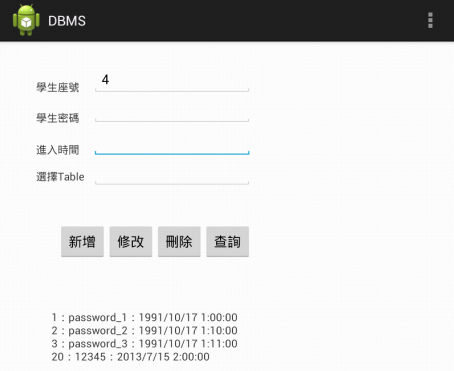 DBMS
學生座號 4
學生密碼
進入時間
選擇Table
新增 修改 刪除 查詢
1：password_1：1991/10/17 1:00:00
2：password_2：1991/10/17 1:10:00
3：password_3：1991/10/17 1:11:00
20：12345：2013/7/15 2:00:00